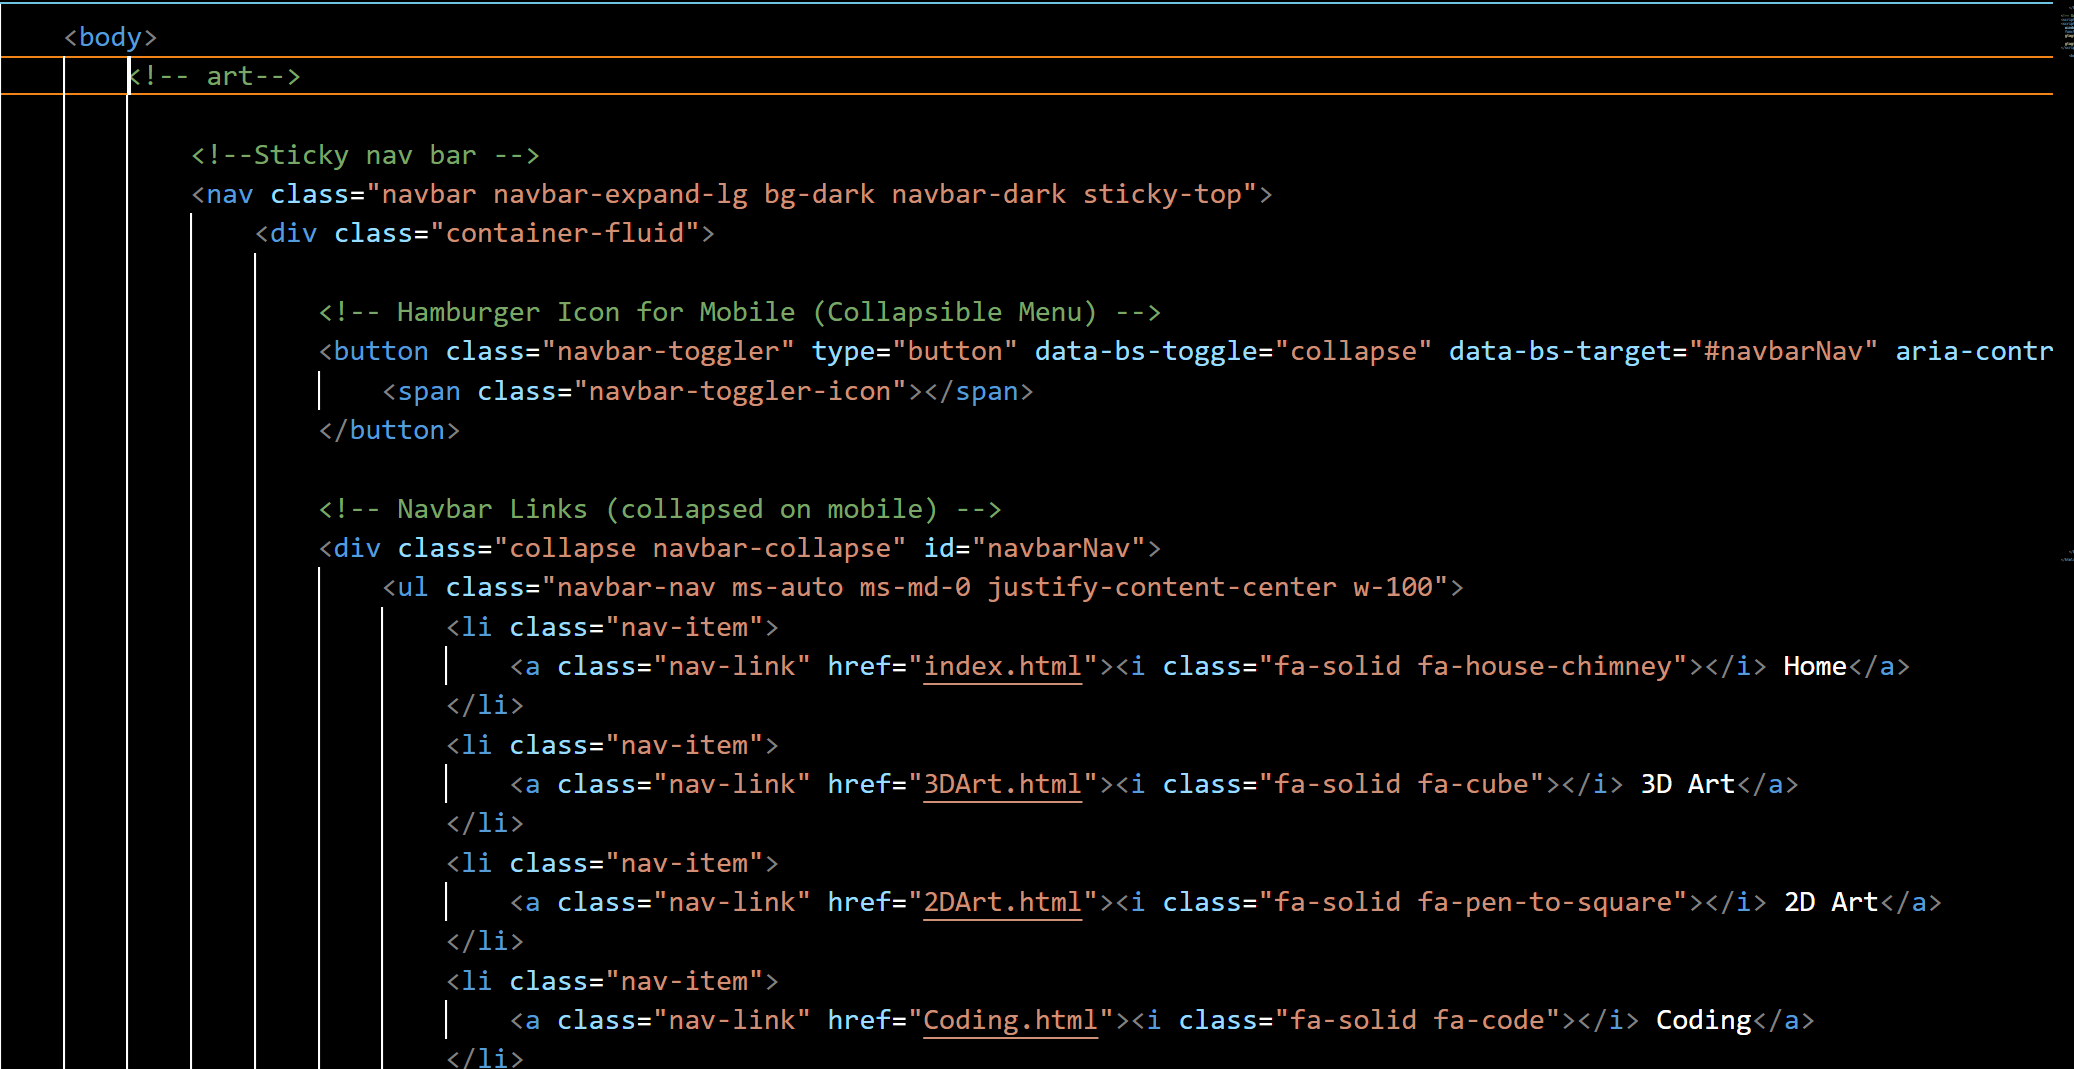 <body>
<!-- art-->
<!--Sticky nav bar -->
<nav class="navbar navbar-expand-lg bg-dark navbar-dark sticky-top">
<div class="container-fluid">
<!-- Hamburger Icon for Mobile (Collapsible Menu) -->
<button class="navbar-toggler" type="button" data-bs-toggle="collapse" data-bs-target="#navbarNav" aria-contr
<span class="navbar-toggler-icon"></span>
</button>
<!-- Navbar Links (collapsed on mobile) -->
<div class="collapse navbar-collapse" id="navbarNav">
<ul class="navbar-nav ms-auto ms-md-0 justify-content-center w-100">
<li class="nav-item">
<a class="nav-link" href="index.html"><i class="fa-solid fa-house-chimney"></i> Home</a>
</li>
<li class="nav-item">
<a class="nav-link" href="3DArt.html"><i class="fa-solid fa-cube"></i> 3D Art</a>
</li>
<li class="nav-item">
<a class="nav-link" href="2DArt.html"><i class="fa-solid fa-pen-to-square"></i> 2D Art</a>
</li>
<li class="nav-item">
<a class="nav-link" href="Coding.html"><i class="fa-solid fa-code"></i> Coding</a>
</li>